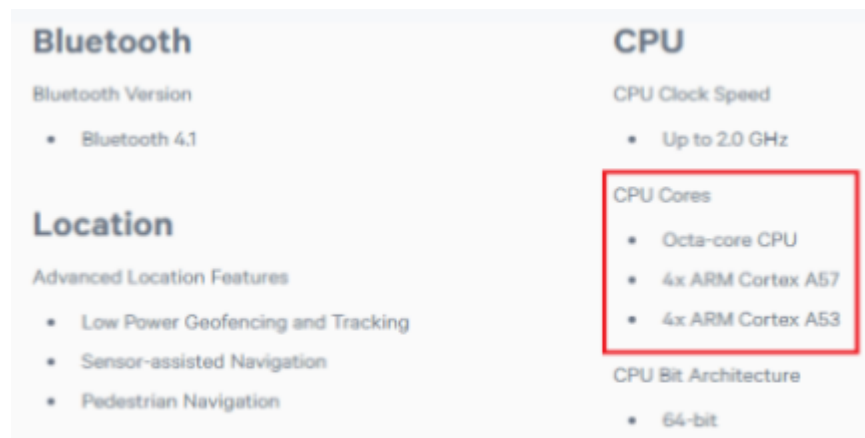 Bluetooth
Bluetooth Version
• Bluetooth 4.1
Location
Advanced Location Features
• Low Power Geofencing and Tracking
• Sensor-assisted Navigation
• Pedestrian Navigation
CPU
CPU Clock Speed
• Up to 2.0 GHz
CPU Cores
• Octa-core CPU
• 4x ARM Cortex A57
• 4x ARM Cortex A53
CPU Bit Architecture
• 64-bit